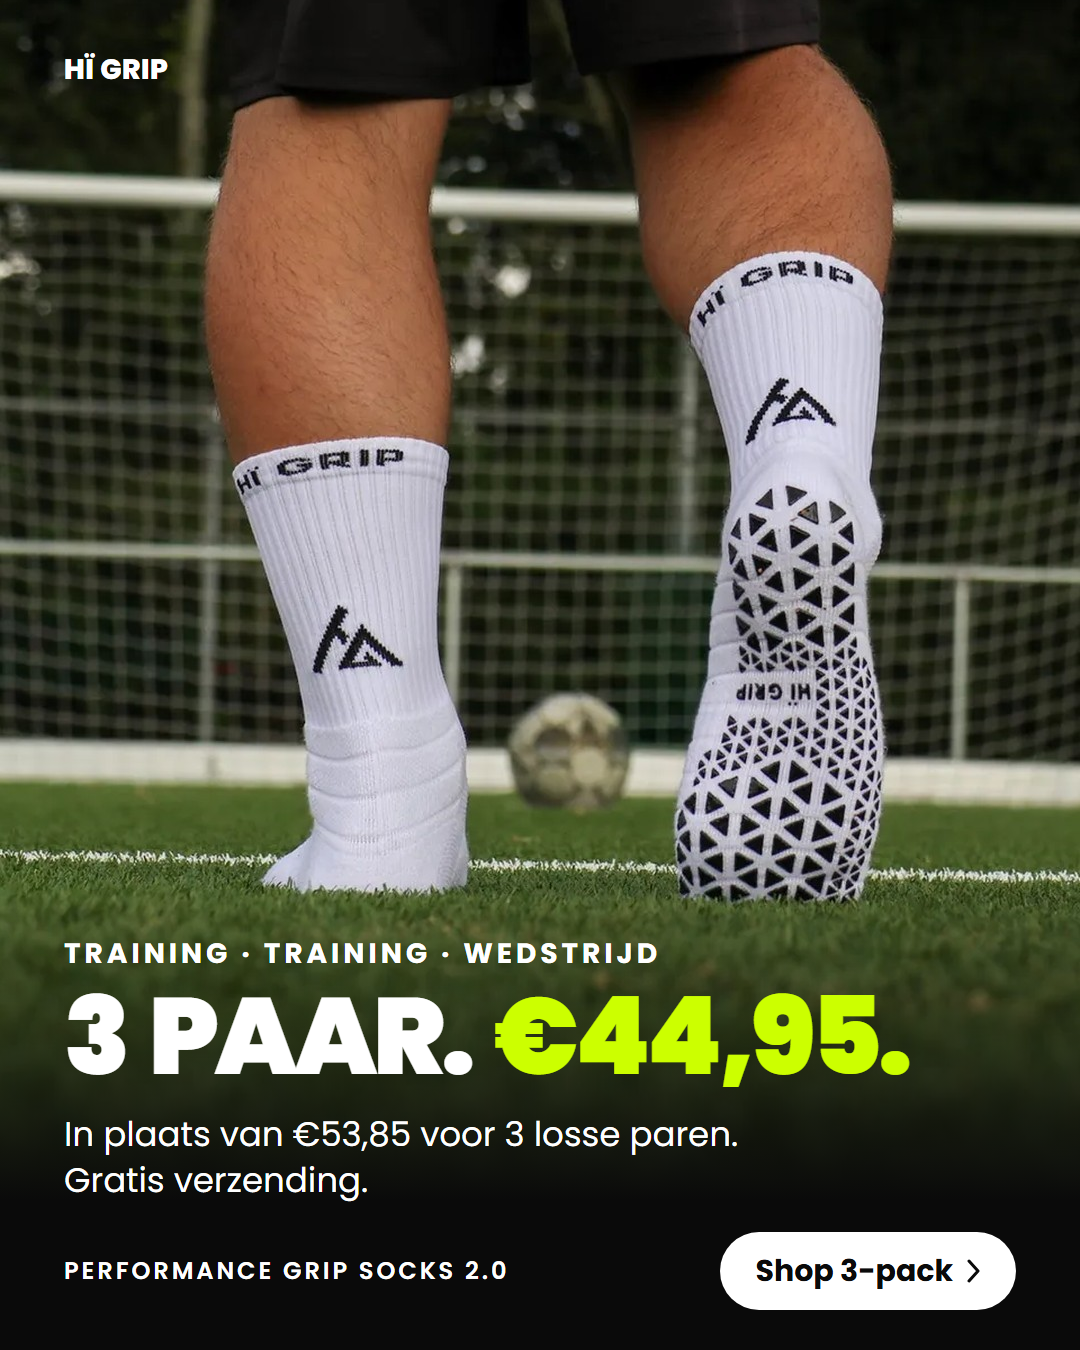 HÏ GRIP
HÏ GRIP
HÏ GRIP
HÏ GRIP
TRAINING · TRAINING · WEDSTRIJD
3 PAAR. €44,95.
In plaats van €53,85 voor 3 losse paren.
Gratis verzending.
PERFORMANCE GRIP SOCKS 2.0
Shop 3-pack